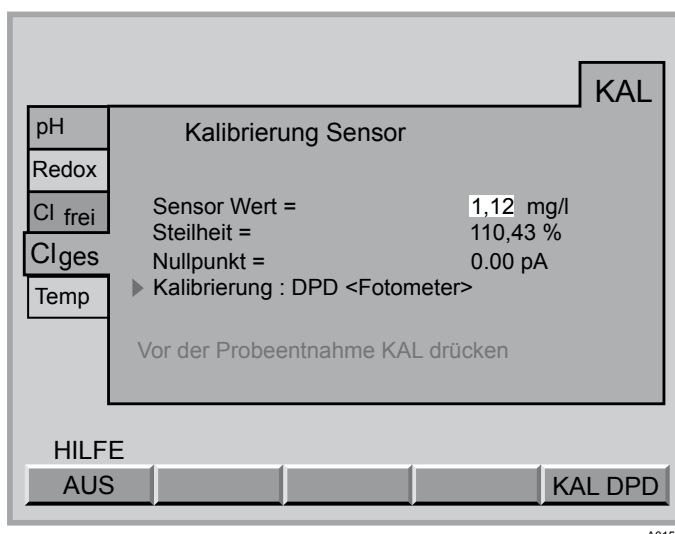 KAL
pH
Kalibrierung Sensor
Redox
Cl frei
Sensor Wert = 1,12 mg/l
Steilheit = 110,43 %
Clges
Nullpunkt = 0.00 pA
Temp
Kalibrierung : DPD <Fotometer>
Vor der Probeentnahme KAL drücken
HILFE
AUS
KAL DPD